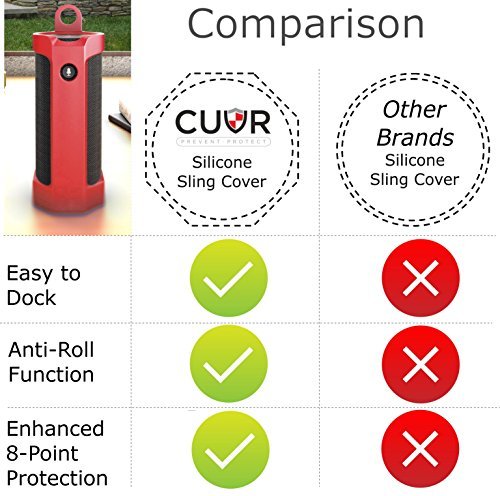 Comparison
CUVR
PREVENT PROTECT
Silicone
Sling Cover
Other
Brands
Silicone
Sling Cover
Easy to
Dock
Anti-Roll
Function
Enhanced
8-Point
Protection